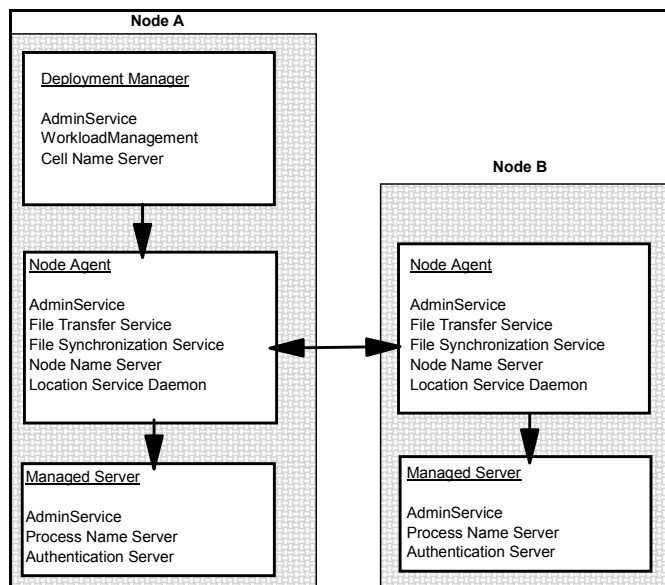 Node A
Deployment Manager
AdminService
WorkloadManagement
Cell Name Server
Node Agent
AdminService
File Transfer Service
File Synchronization Service
Node Name Server
Location Service Daemon
Managed Server
AdminService
Process Name Server
Authentication Server
Node B
Node Agent
AdminService
File Transfer Service
File Synchronization Service
Node Name Server
Location Service Daemon
Managed Server
AdminService
Process Name Server
Authentication Server